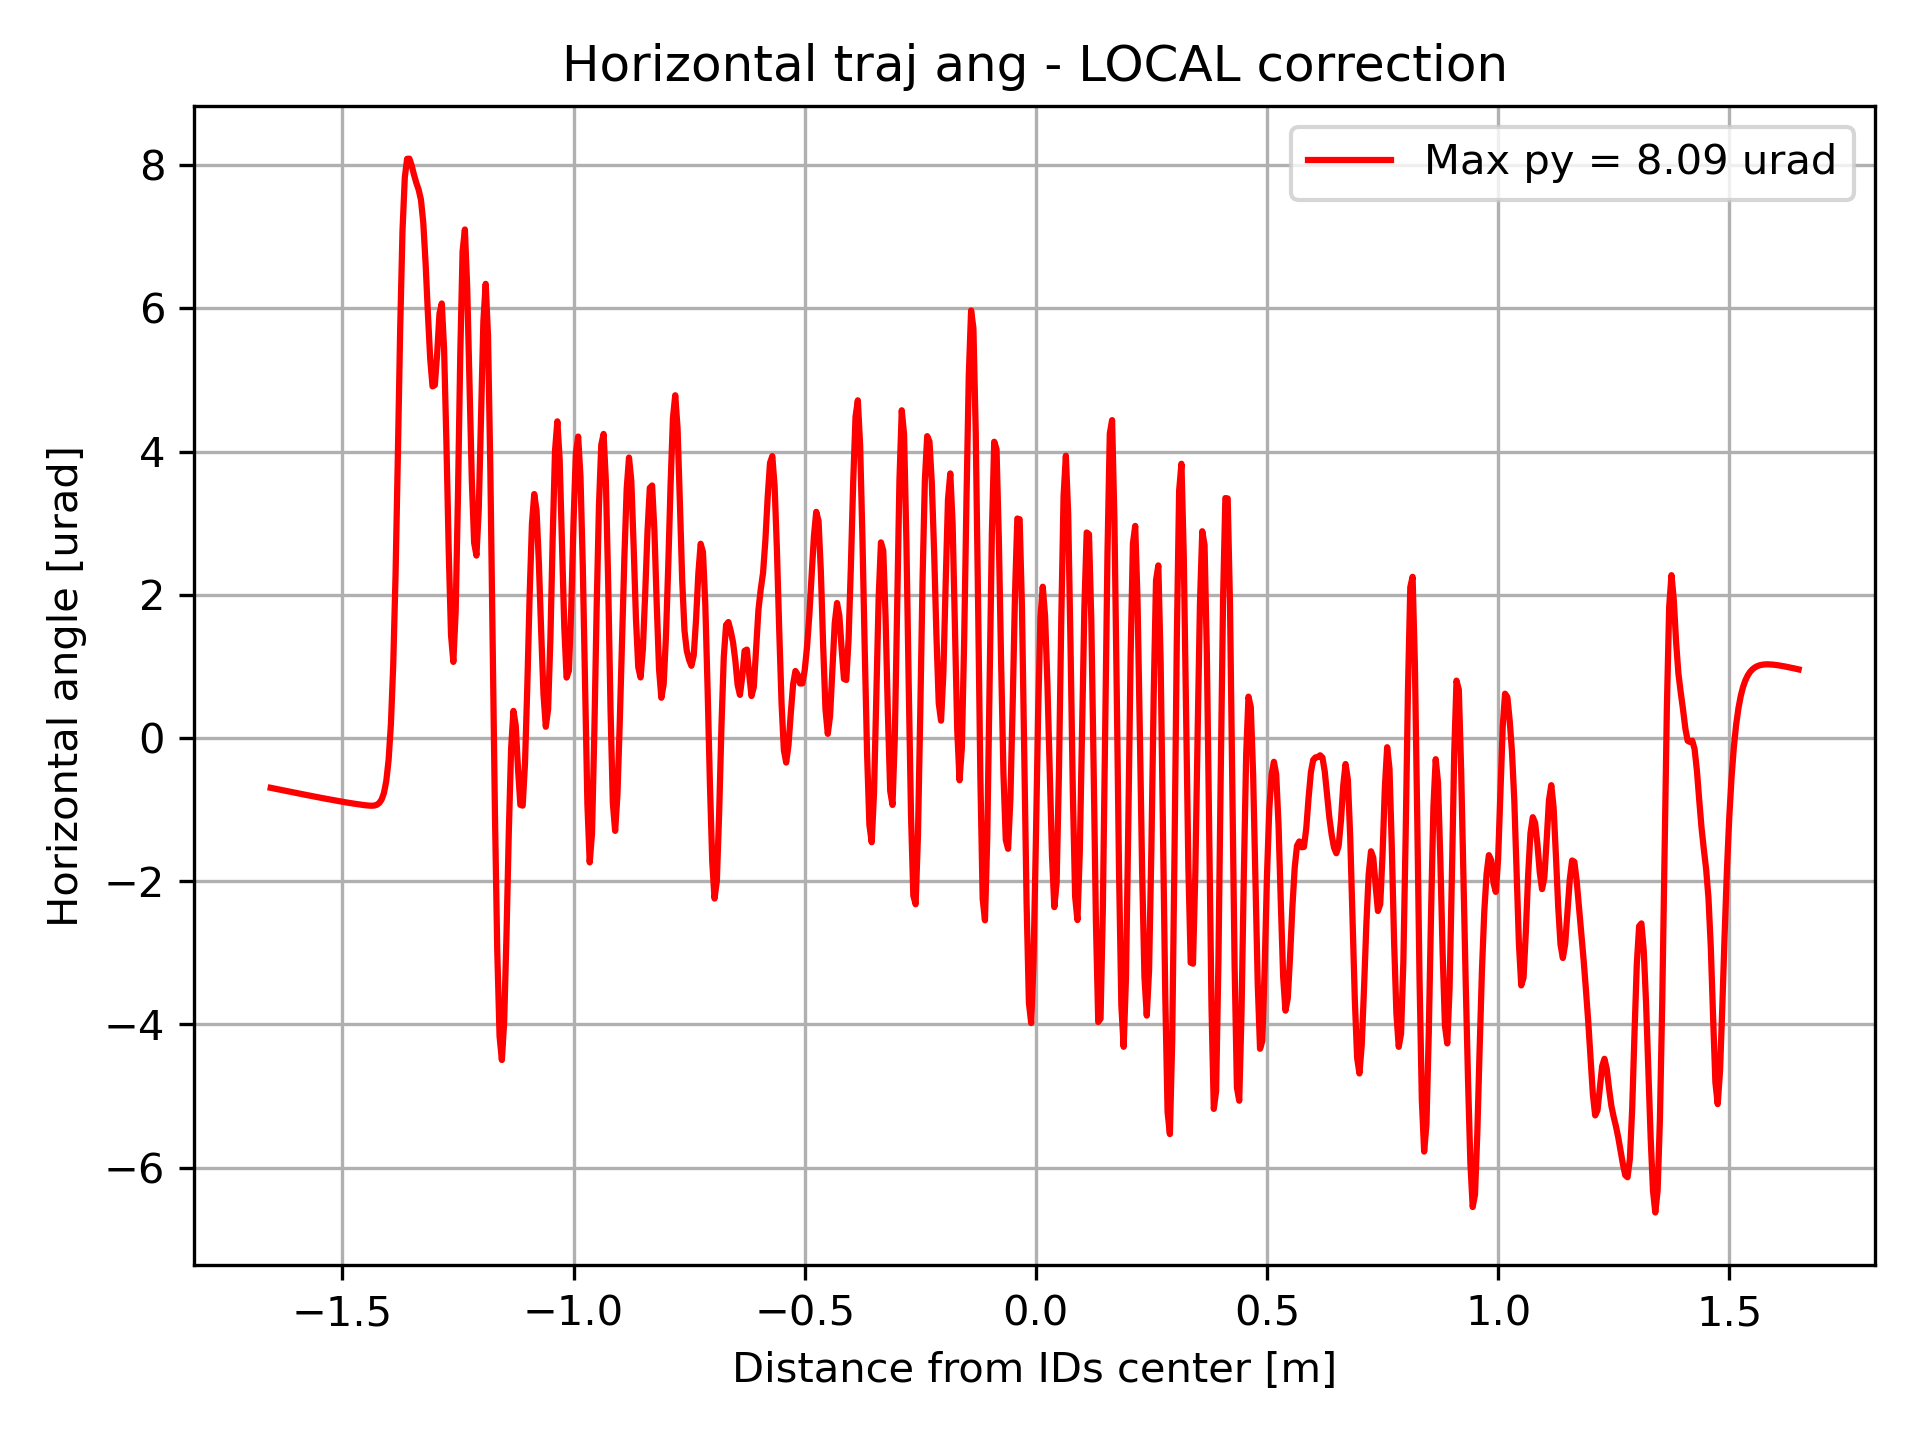 Horizontal traj ang - LOCAL correction
Max py = 8.09 urad
Horizontal angle [urad]
8
6
4
2
0
−2
−4
−6
−1.5 −1.0 −0.5 0.0 0.5 1.0 1.5
Distance from IDs center [m]